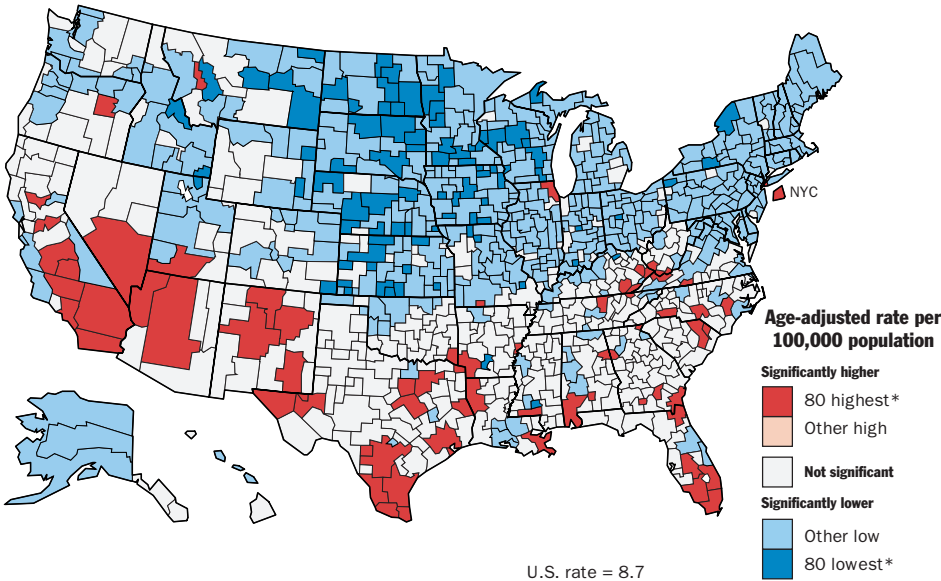 NYC
Age-adjusted rate per
100,000 population
Significantly higher
80 highest*
Other high
Not significant
Significantly lower
Other low
80 lowest*
U.S. rate = 8.7